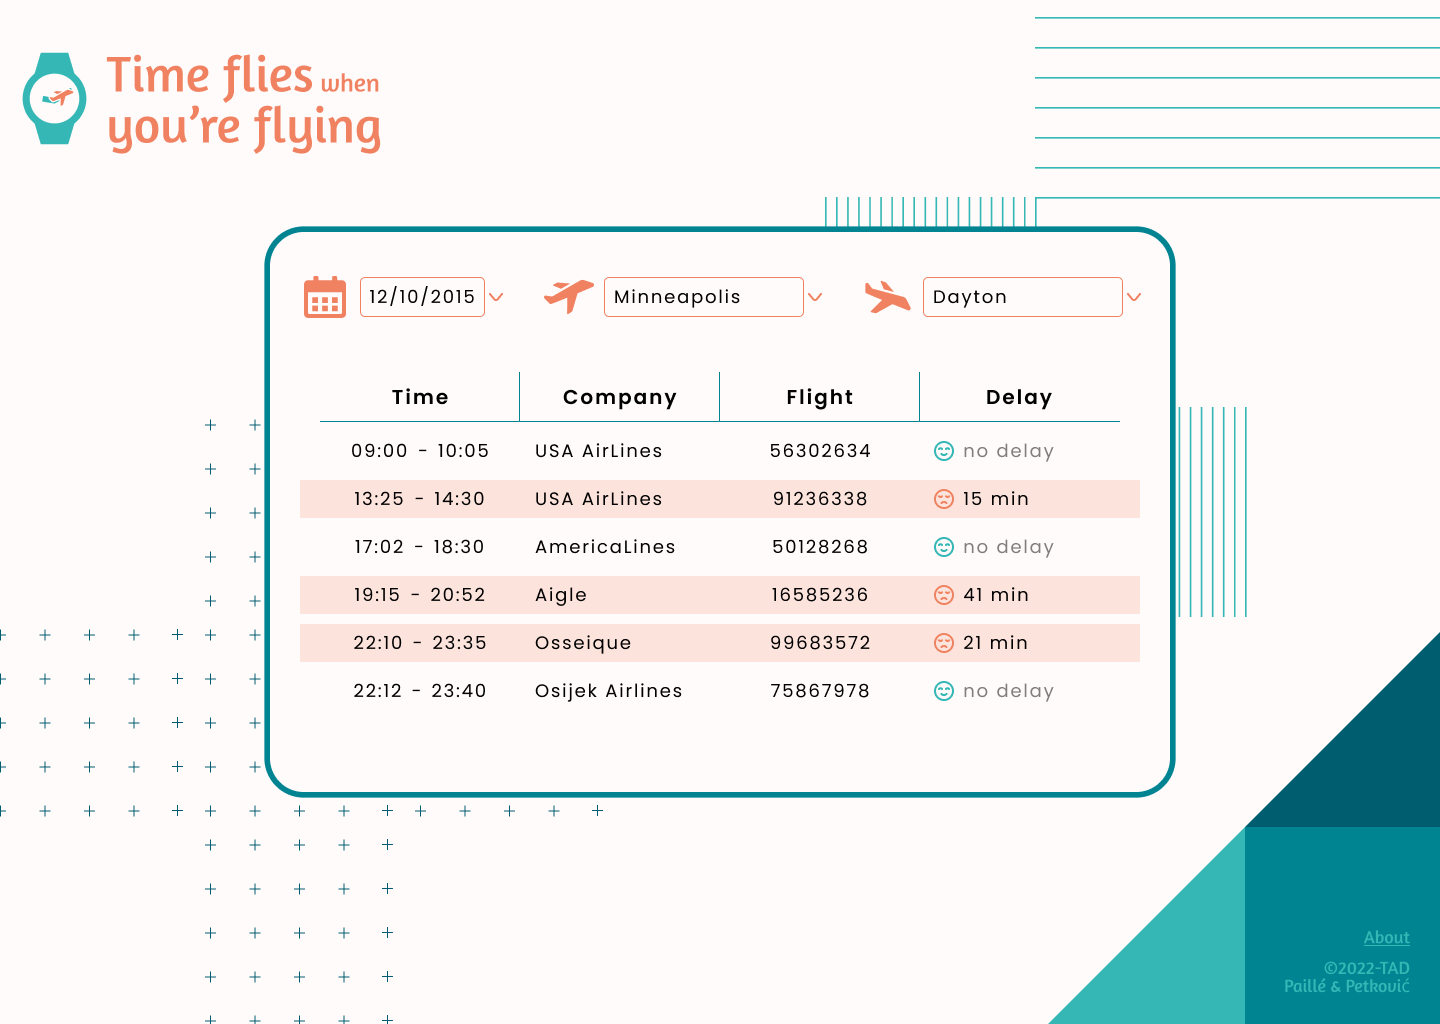 Time flies when
you're flying
12/10/2015 Minneapolis Dayton
Time Company Flight Delay
09:00 - 10:05 USA AirLines 56302634 no delay
13:25 - 14:30 USA AirLines 91236338 15 min
17:02 - 18:30 AmericaLines 50128268 no delay
19:15 - 20:52 Aigle 16585236 41 min
22:10 - 23:35 Osseique 99683572 21 min
22:12 - 23:40 Osijek Airlines 75867978 no delay
About
©2022-TAD
Paillé & Petković